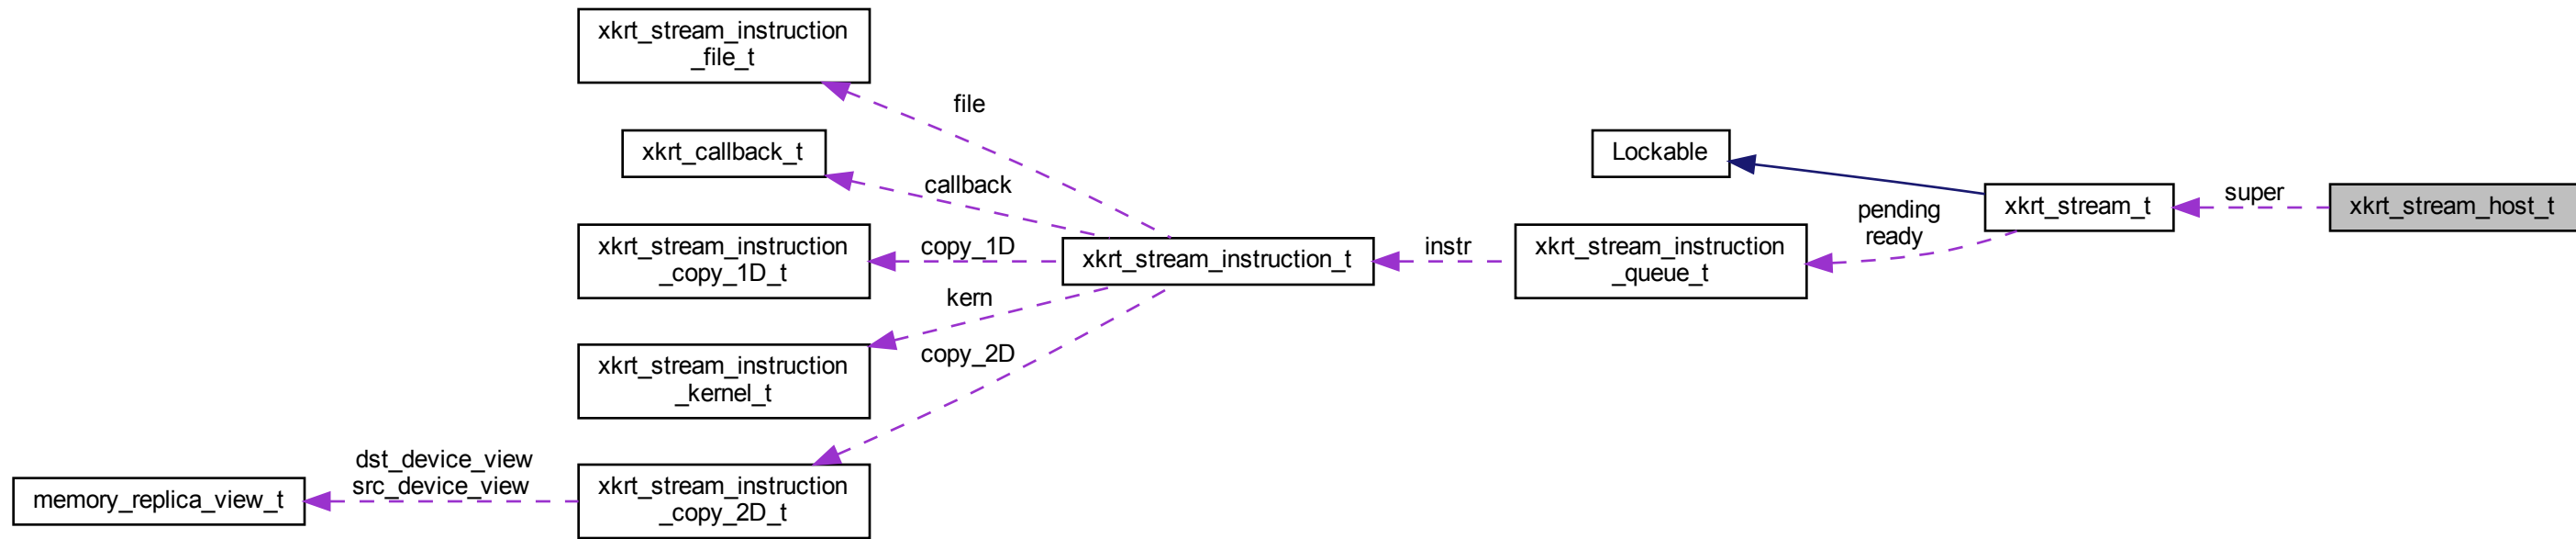 xkrt_stream_instruction
_file_t
file
xkrt_callback_t
callback
xkrt_stream_instruction
_copy_1D_t
copy_1D
xkrt_stream_instruction_t
kern
xkrt_stream_instruction
_kernel_t
copy_2D
xkrt_stream_instruction
_copy_2D_t
dst_device_view
src_device_view
memory_replica_view_t
instr
xkrt_stream_instruction
_queue_t
pending
ready
Lockable
xkrt_stream_t
super
xkrt_stream_host_t